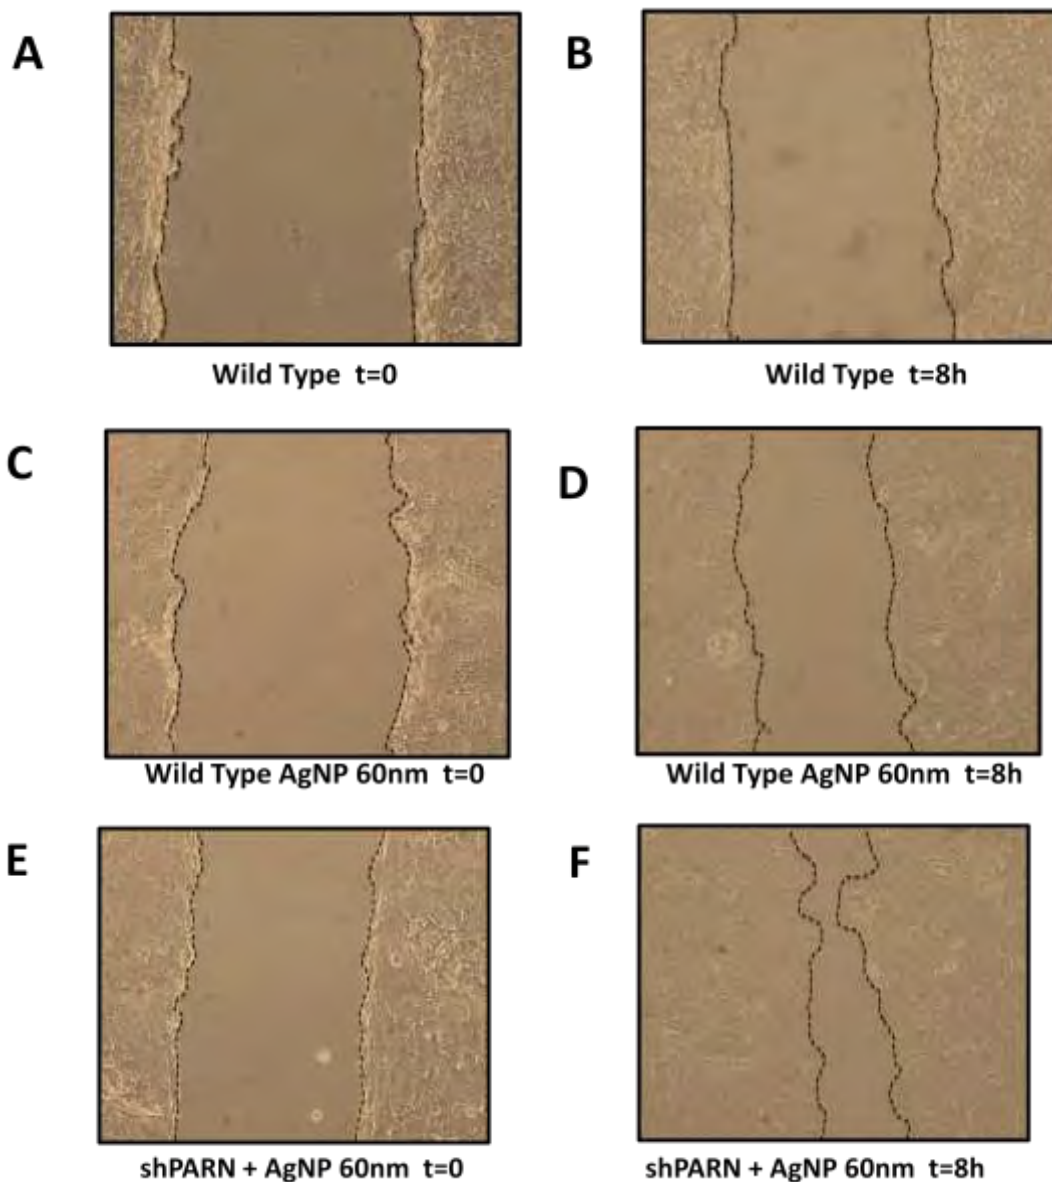 A
B
Wild Type t=0
Wild Type t=8h
C
D
Wild Type AgNP 60nm t=0
Wild Type AgNP 60nm t=8h
E
F
shPARN + AgNP 60nm t=0
shPARN + AgNP 60nm t=8h